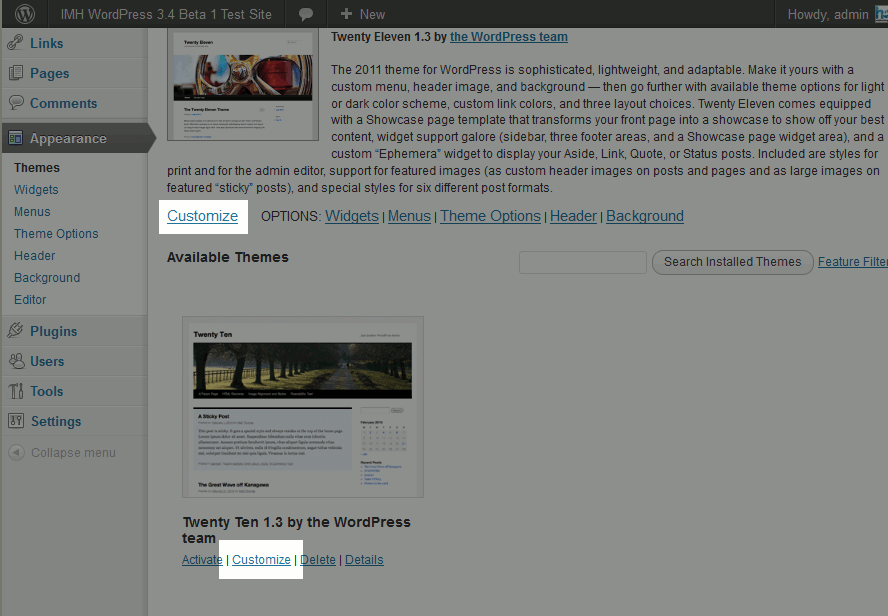 IMH WordPress 3.4 Beta 1 Test Site
+ New
Howdy, admin
Links
Pages
Comments
Appearance
Themes
Widgets
Menus
Theme Options
Header
Background
Editor
Plugins
Users
Tools
Settings
Collapse menu
Twenty Eleven
Twenty Eleven 1.3 by the WordPress team
The 2011 theme for WordPress is sophisticated, lightweight, and adaptable. Make it yours with a
custom menu, header image, and background — then go further with available theme options for light
or dark color scheme, custom link colors, and three layout choices. Twenty Eleven comes equipped
with a Showcase page template that transforms your front page into a showcase to show off your best
content, widget support galore (sidebar, three footer areas, and a Showcase page widget area), and a
custom “Ephemera” widget to display your Aside, Link, Quote, or Status posts. Included are styles for
print and for the admin editor, support for featured images (as custom header images on posts and pages and as large images on
featured “sticky” posts), and special styles for six different post formats.
Customize OPTIONS: Widgets | Menus | Theme Options | Header | Background
Available Themes
Search Installed Themes
Feature Filter
Twenty Ten
A Sticky Post
The Great Wave off Kanagawa
Twenty Ten 1.3 by the WordPress
team
Activate | Customize | Delete | Details